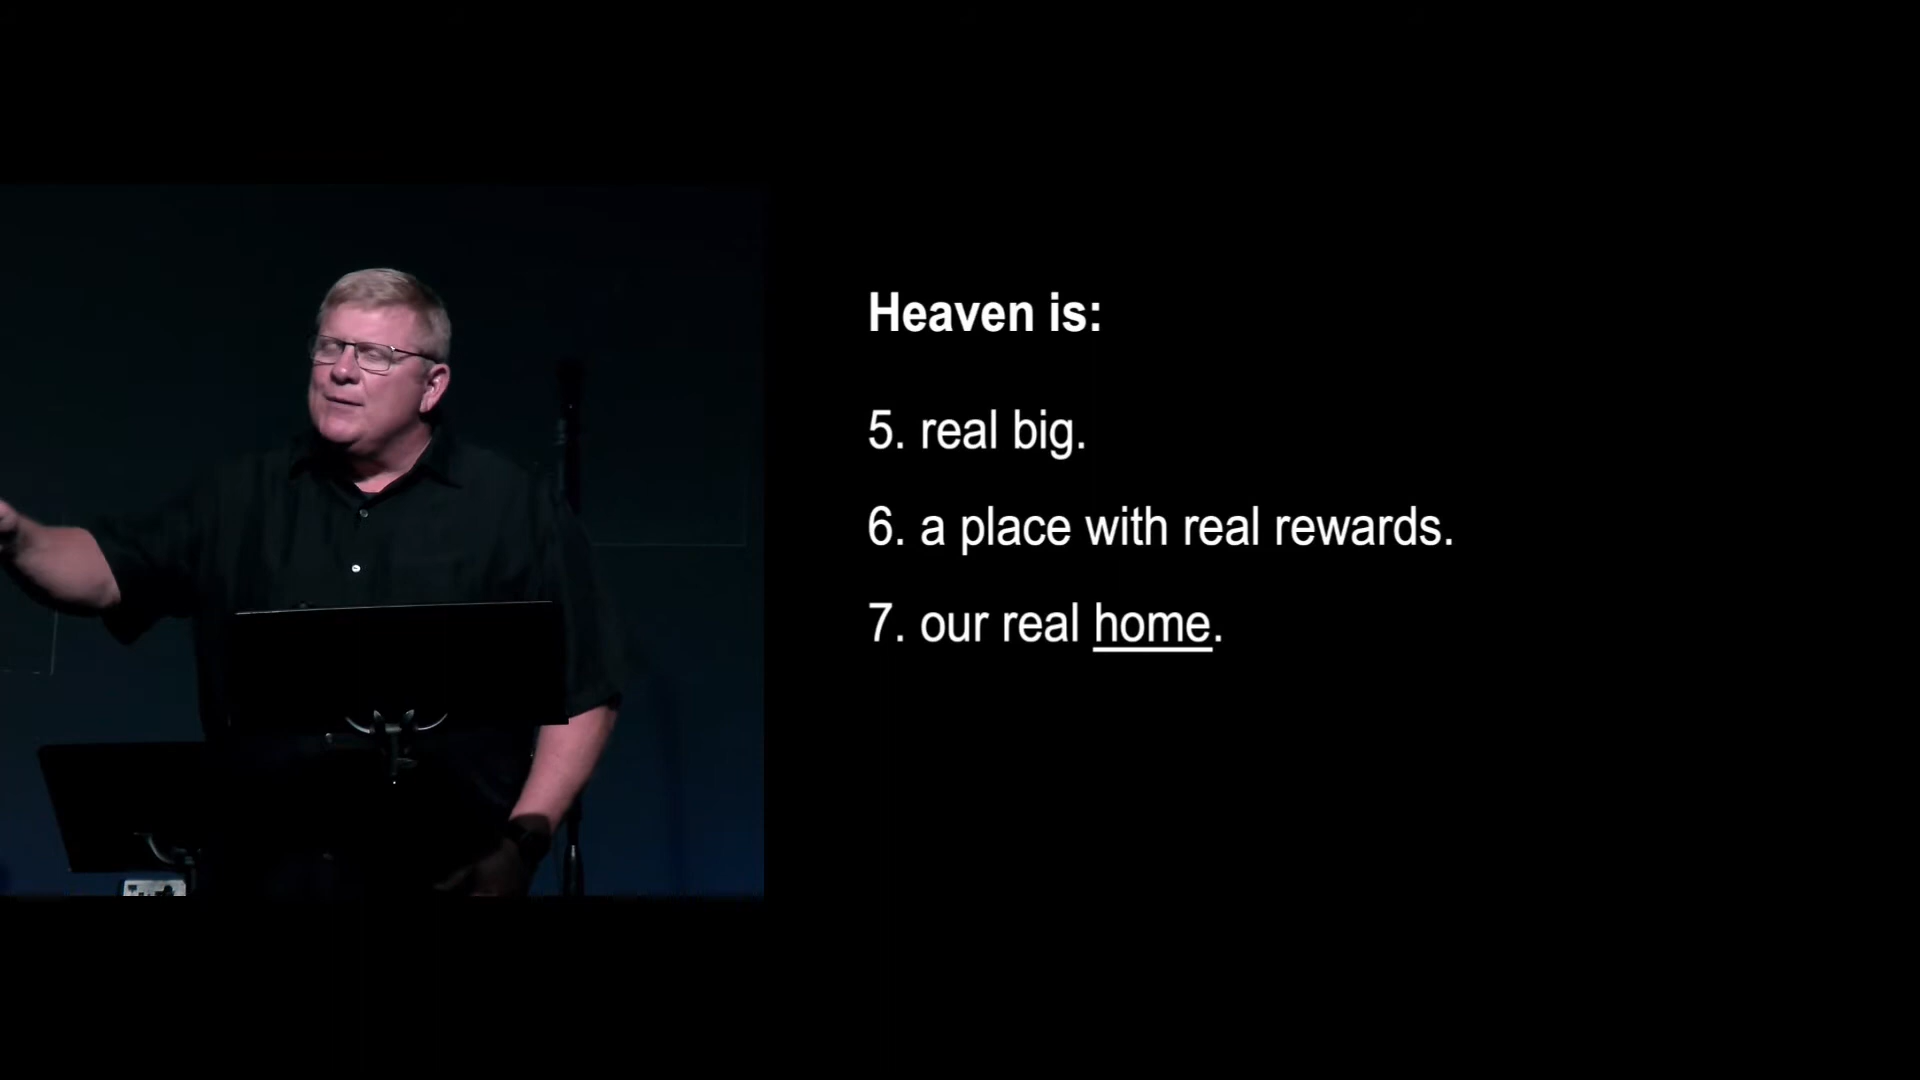 Heaven is:
5. real big.
6. a place with real rewards.
7. our real home.